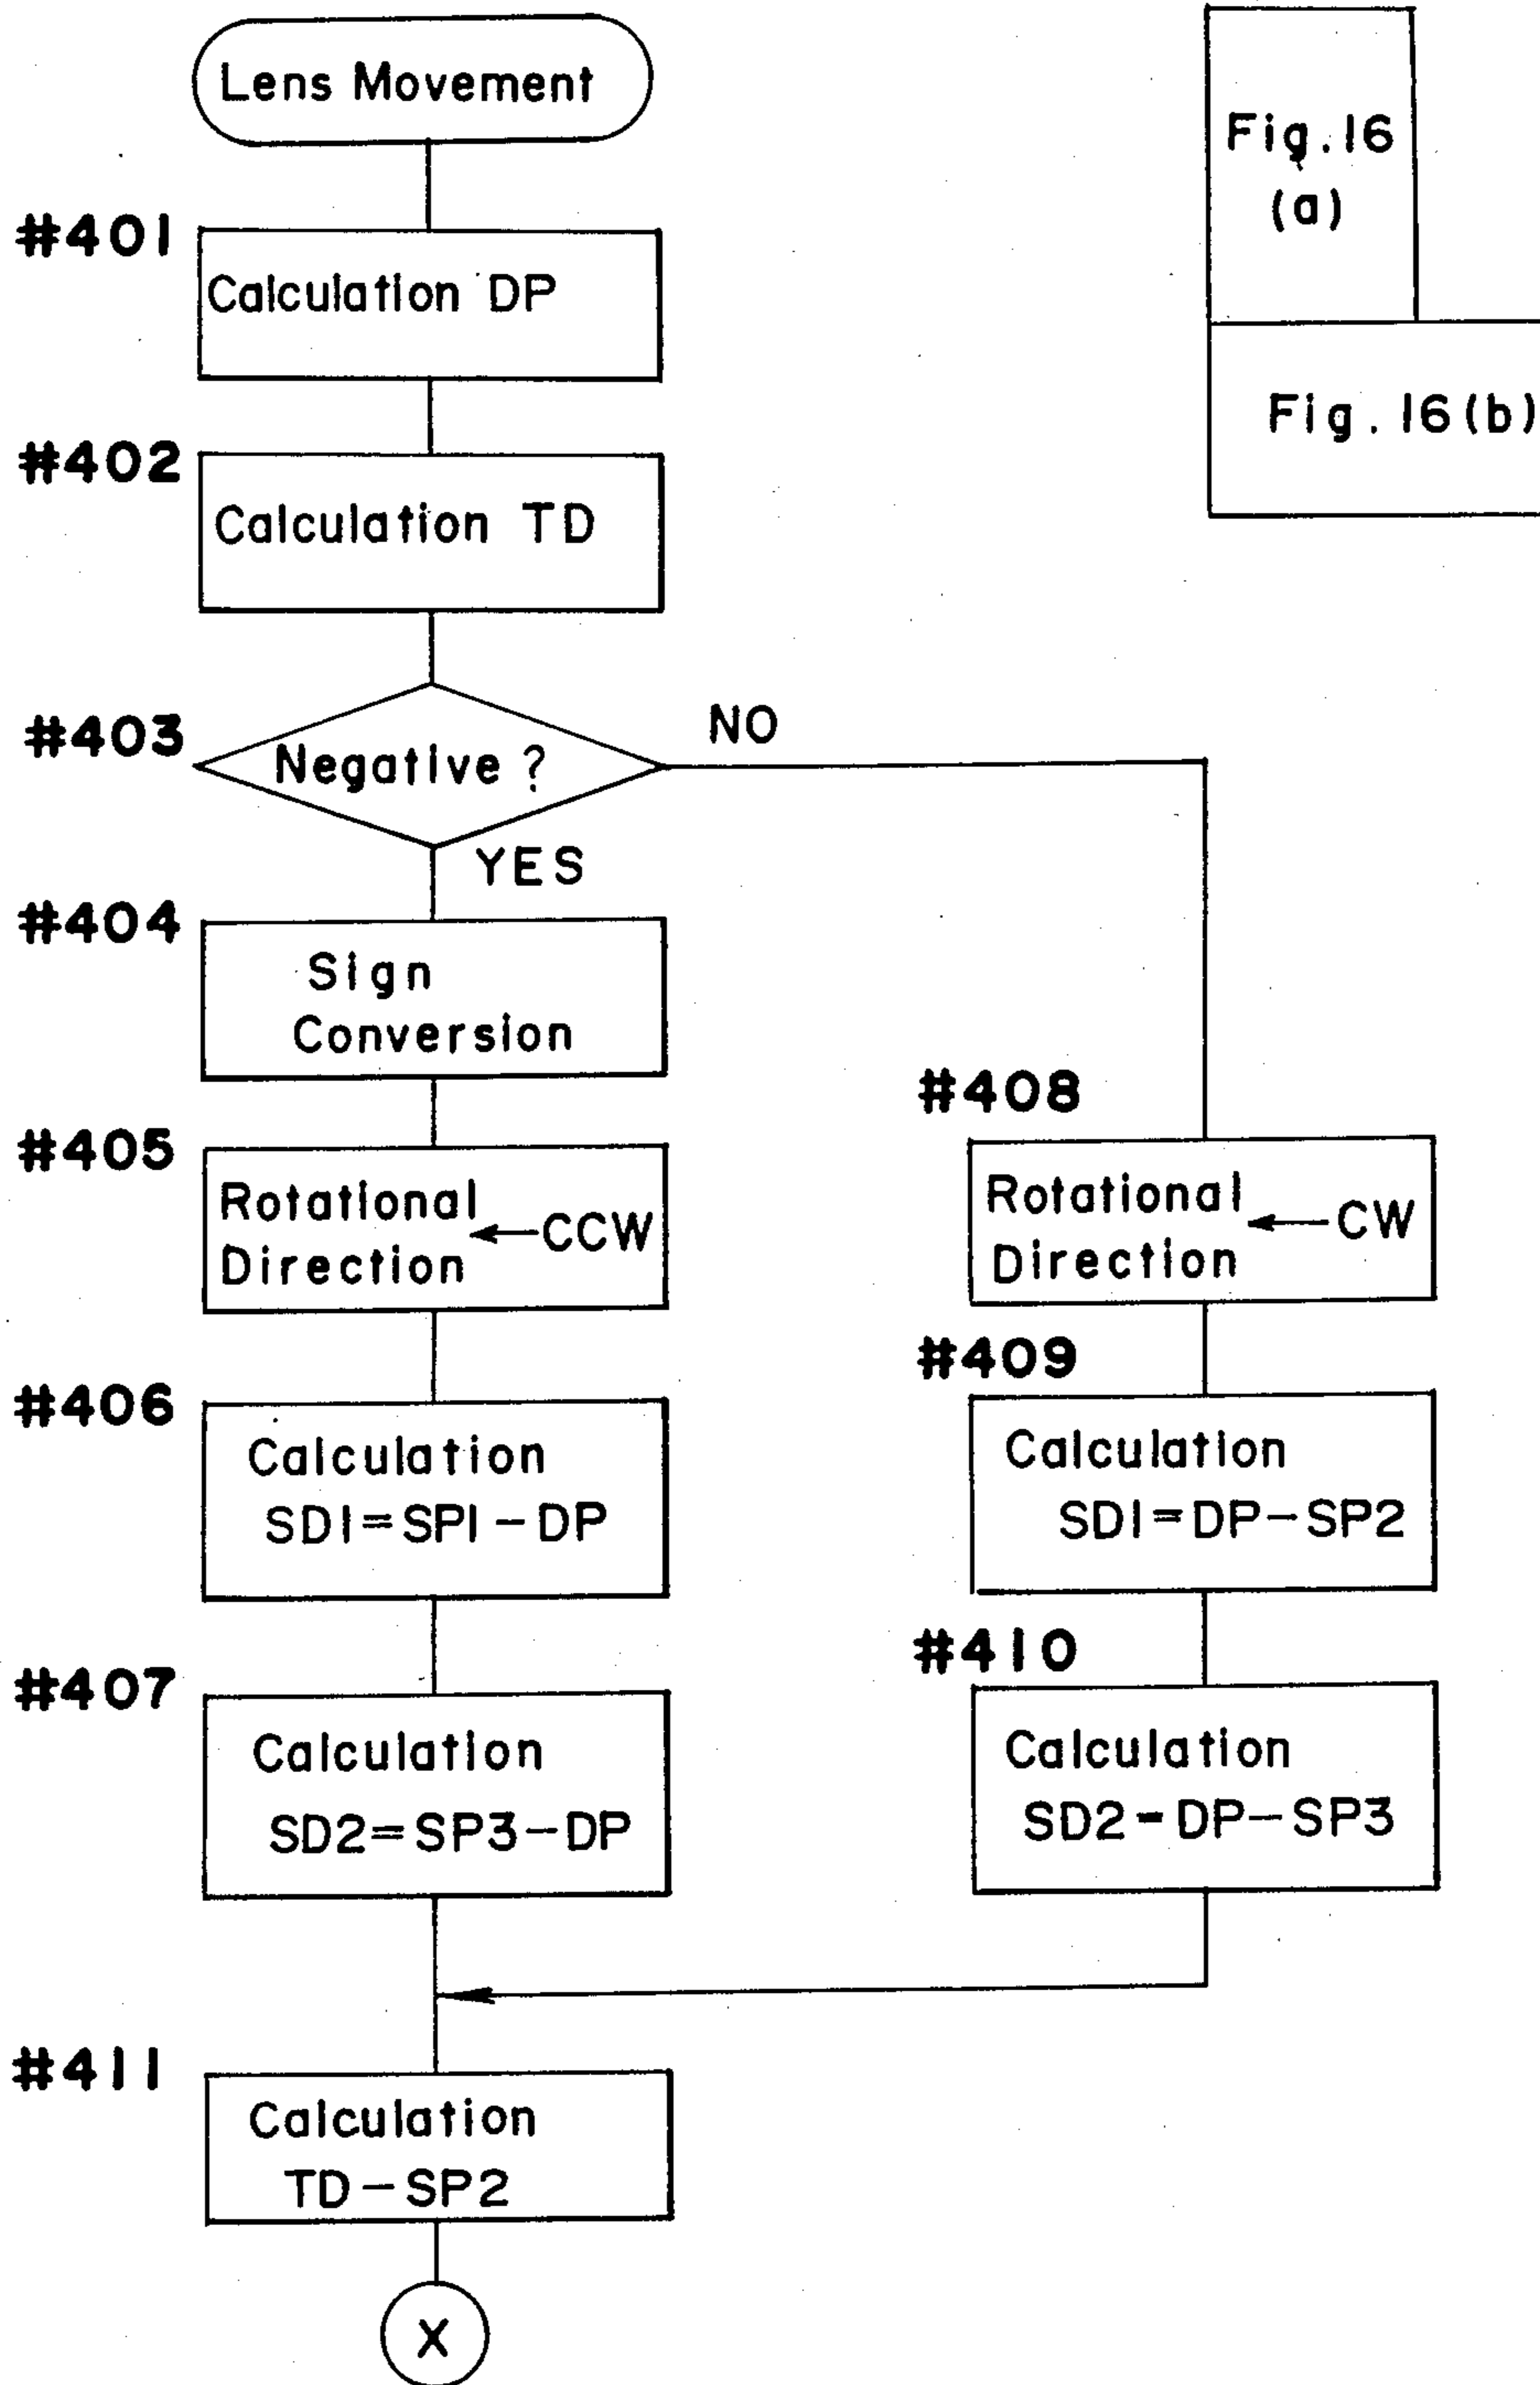 Lens Movement
#401
Calculation DP
#402
Calculation TD
#403
Negative ?
NO
YES
#404
Sign
Conversion
#405
Rotational
Direction ← CCW
#406
Calculation
SD1=SP1-DP
#407
Calculation
SD2=SP3-DP
#408
Rotational
Direction ← CW
#409
Calculation
SD1=DP-SP2
#410
Calculation
SD2-DP-SP3
#411
Calculation
TD-SP2
X
Fig.16
(a)
Fig.16(b)